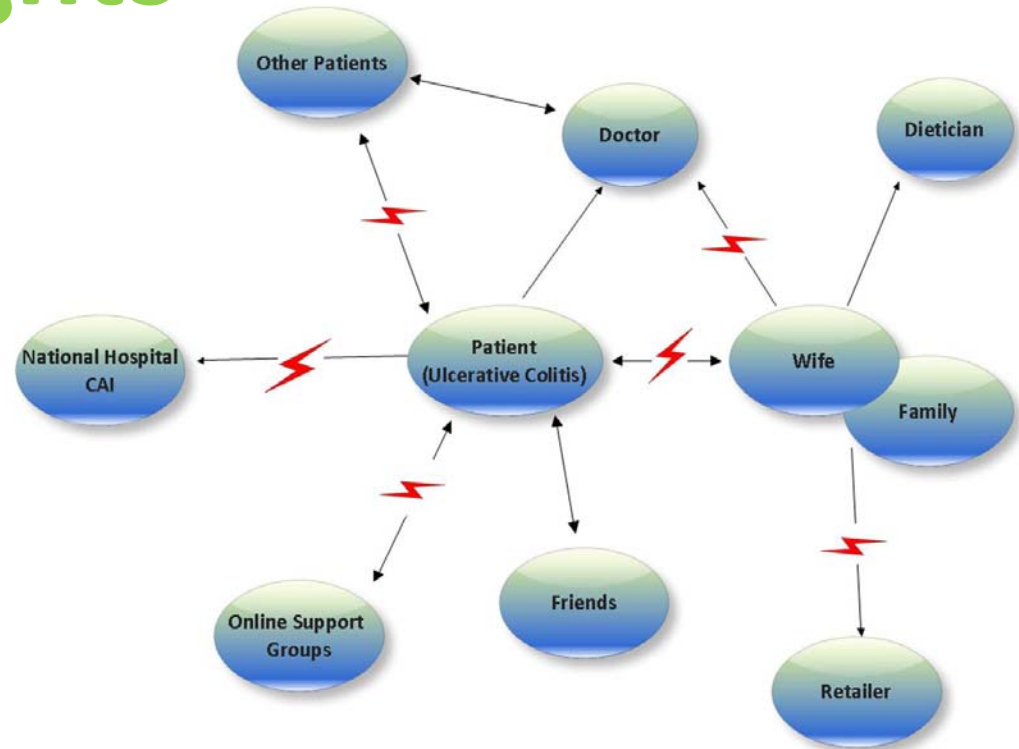 Other Patients
Doctor
Dietician
National Hospital
CAI
Patient
(Ulcerative Colitis)
Wife
Family
Online Support
Groups
Friends
Retailer